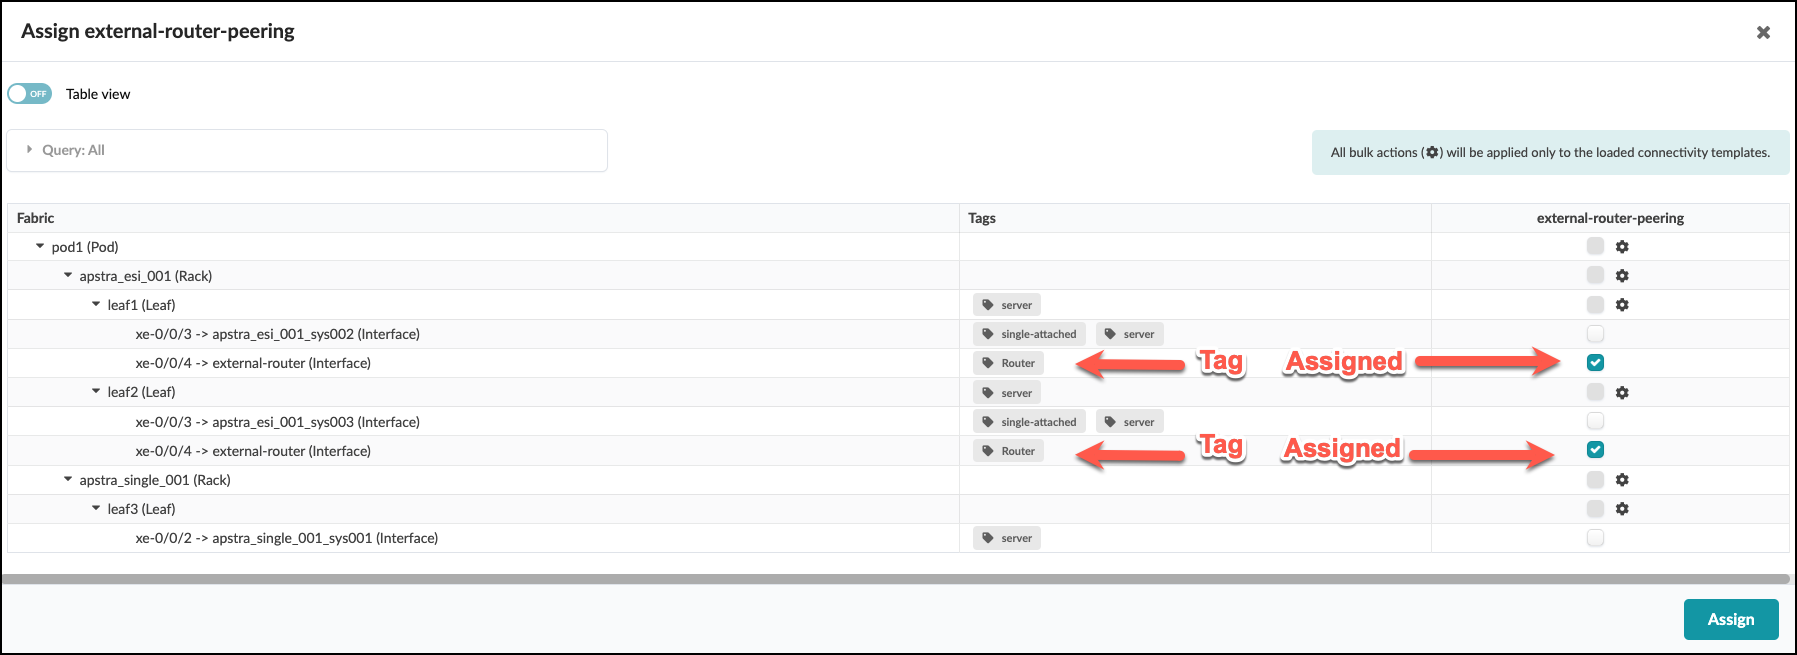 Assign external-router-peering
OFF Table view
Query: All
All bulk actions ( ) will be applied only to the loaded connectivity templates.
Fabric Tags external-router-peering
pod1 (Pod)
apstra_esi_001 (Rack)
leaf1 (Leaf) server
xe-0/0/3 -> apstra_esi_001_sys002 (Interface) single-attached server
xe-0/0/4 -> external-router (Interface) Router Tag Assigned
leaf2 (Leaf) server
xe-0/0/3 -> apstra_esi_001_sys003 (Interface) single-attached server
xe-0/0/4 -> external-router (Interface) Router Tag Assigned
apstra_single_001 (Rack)
leaf3 (Leaf)
xe-0/0/2 -> apstra_single_001_sys001 (Interface) server
Assign